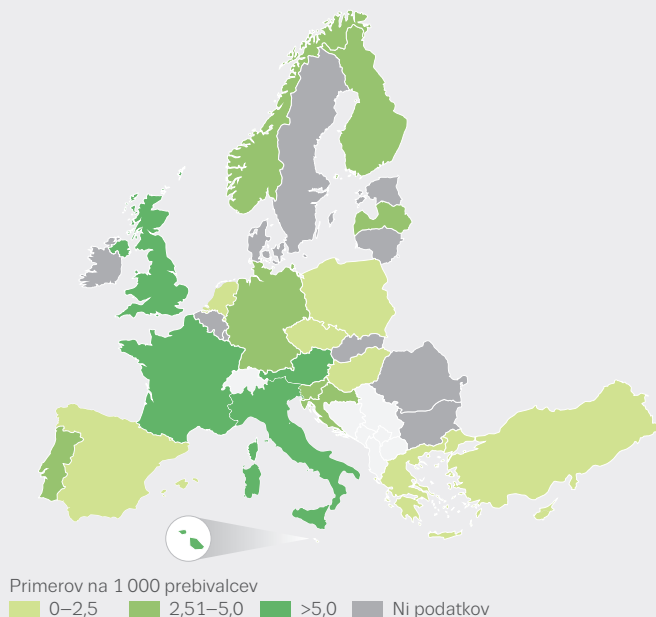 Primerov na 1 000 prebivalcev
0–2,5 2,51–5,0 >5,0 Ni podatkov